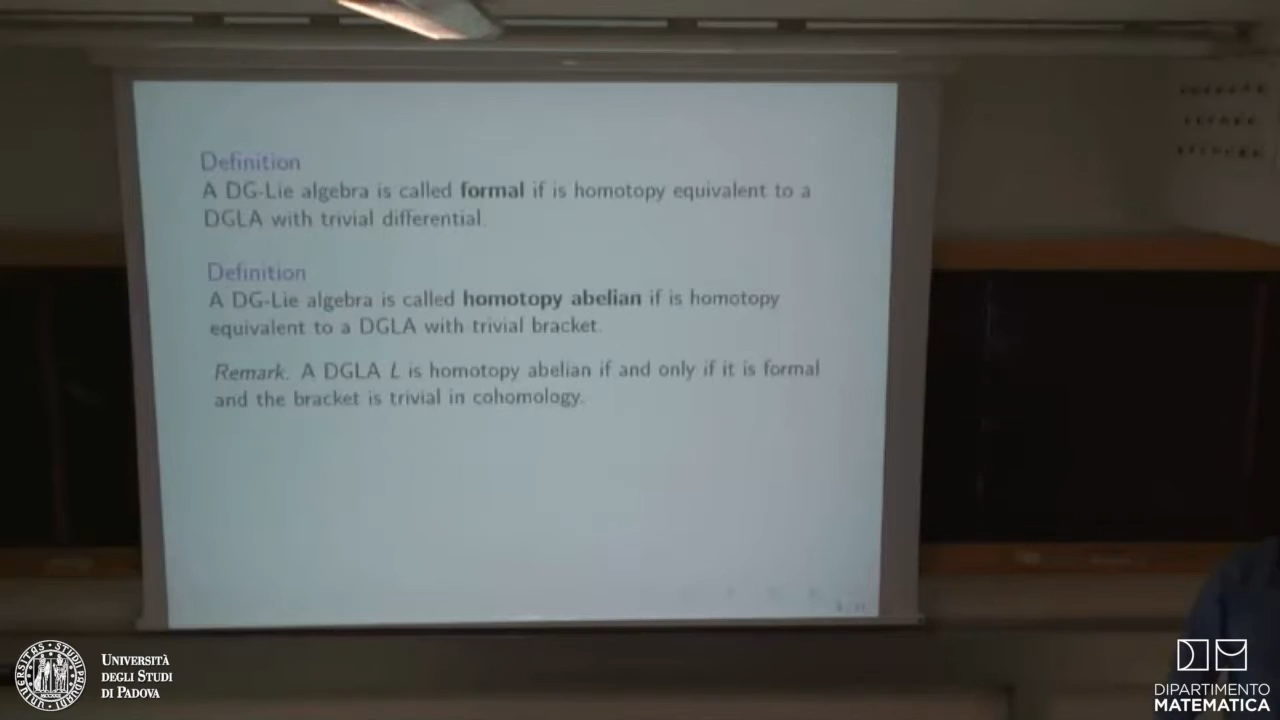 Definition
A DG-Lie algebra is called formal if is homotopy equivalent to a
DGLA with trivial differential.
Definition
A DG-Lie algebra is called homotopy abelian if is homotopy
equivalent to a DGLA with trivial bracket.
Remark. A DGLA L is homotopy abelian if and only if it is formal
and the bracket is trivial in cohomology.
UNIVERSITÀ
DEGLI STUDI
DI PADOVA
DIPARTIMENTO
MATEMATICA